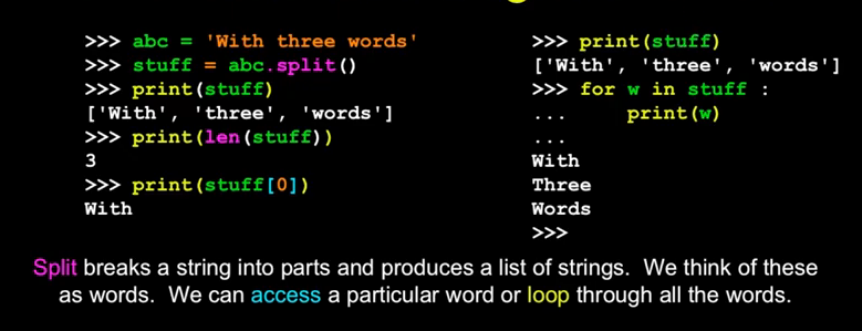 >>> abc = 'With three words'
>>> stuff = abc.split()
>>> print(stuff)
['With', 'three', 'words']
>>> print(len(stuff))
3
>>> print(stuff[0])
With
>>> print(stuff)
['With', 'three', 'words']
>>> for w in stuff :
...     print(w)
...
With
Three
Words
>>>
Split breaks a string into parts and produces a list of strings.  We think of these
as words.  We can access a particular word or loop through all the words.